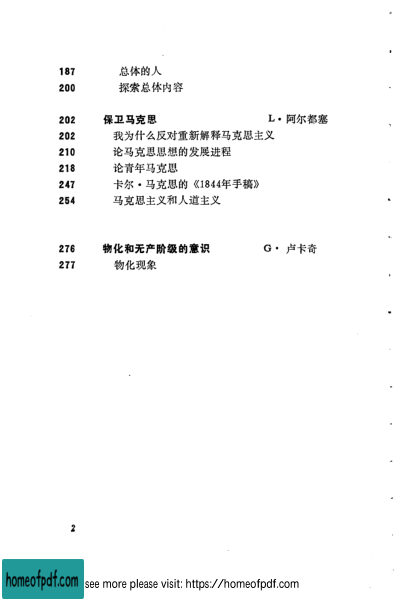 187 总体的人
200 探索总体内容
202 保卫马克思 L·阿尔都塞
202 我为什么反对重新解释马克思主义
210 论马克思思想的发展进程
218 论青年马克思
247 卡尔·马克思的《1844年手稿》
254 马克思主义和人道主义
276 物化和无产阶级的意识 G·卢卡奇
277 物化现象
2
homeofpdf.com see more please visit: https://homeofpdf.com